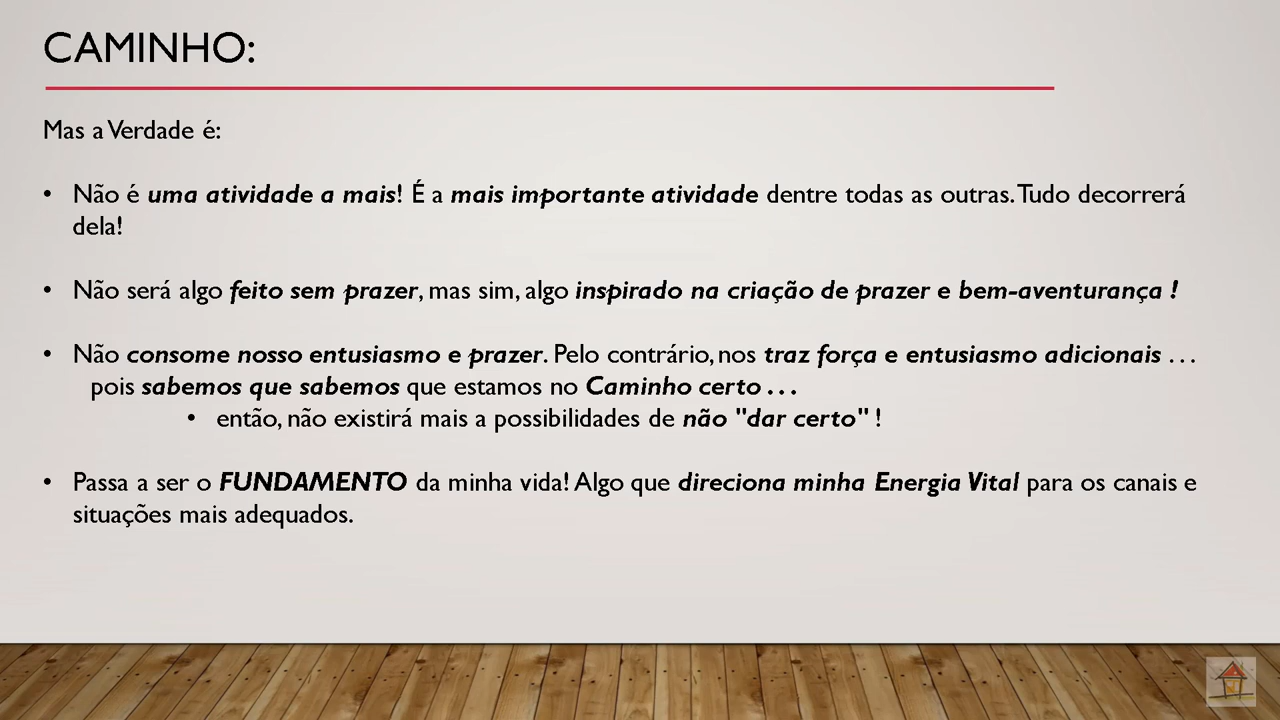 CAMINHO:
Mas a Verdade é:
• Não é uma atividade a mais! É a mais importante atividade dentre todas as outras. Tudo decorrerá
dela!
• Não será algo feito sem prazer, mas sim, algo inspirado na criação de prazer e bem-aventurança !
• Não consome nosso entusiasmo e prazer. Pelo contrário, nos traz força e entusiasmo adicionais . . .
pois sabemos que sabemos que estamos no Caminho certo . . .
• então, não existirá mais a possibilidades de não "dar certo" !
• Passa a ser o FUNDAMENTO da minha vida! Algo que direciona minha Energia Vital para os canais e
situações mais adequados.